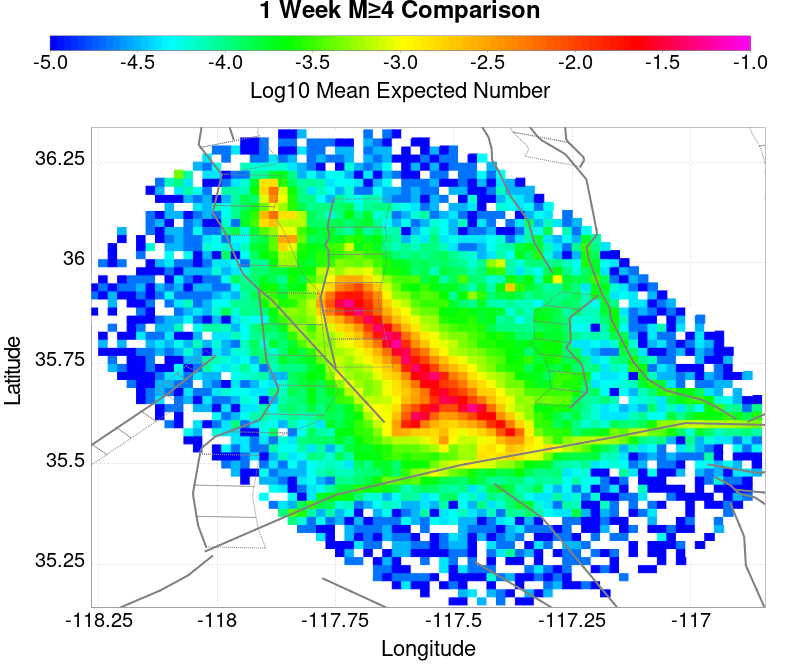 1 Week M≥4 Comparison
-5.0 -4.5 -4.0 -3.5 -3.0 -2.5 -2.0 -1.5 -1.0
Log10 Mean Expected Number
36.25
36
35.75
35.5
35.25
Latitude
-118.25 -118 -117.75 -117.5 -117.25 -117
Longitude